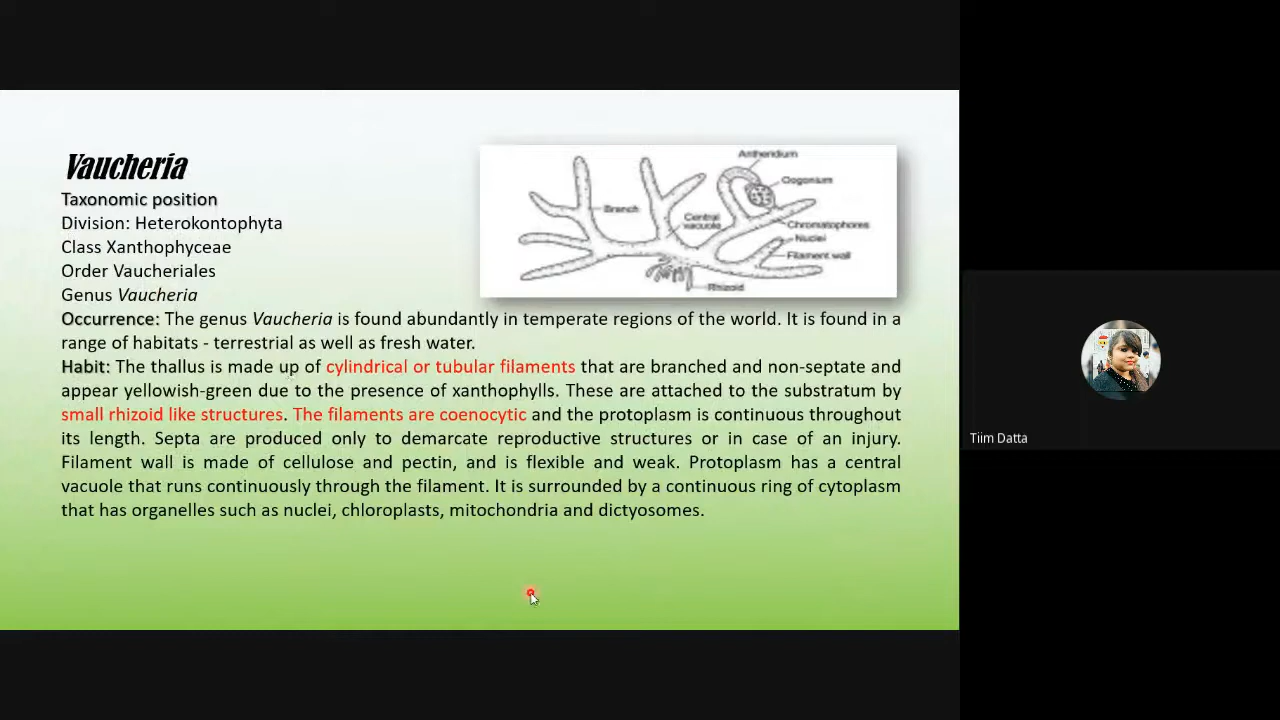 Vaucheria
Taxonomic position
Division: Heterokontophyta
Class Xanthophyceae
Order Vaucheriales
Genus Vaucheria
Antheridium
Oogonium
Branch
Central
vacuole
Chromatophores
Nuclei
Filament wall
Rhizoid
Occurrence: The genus Vaucheria is found abundantly in temperate regions of the world. It is found in a
range of habitats - terrestrial as well as fresh water.
Habit: The thallus is made up of cylindrical or tubular filaments that are branched and non-septate and
appear yellowish-green due to the presence of xanthophylls. These are attached to the substratum by
small rhizoid like structures. The filaments are coenocytic and the protoplasm is continuous throughout
its length. Septa are produced only to demarcate reproductive structures or in case of an injury.
Filament wall is made of cellulose and pectin, and is flexible and weak. Protoplasm has a central
vacuole that runs continuously through the filament. It is surrounded by a continuous ring of cytoplasm
that has organelles such as nuclei, chloroplasts, mitochondria and dictyosomes.
Tiim Datta